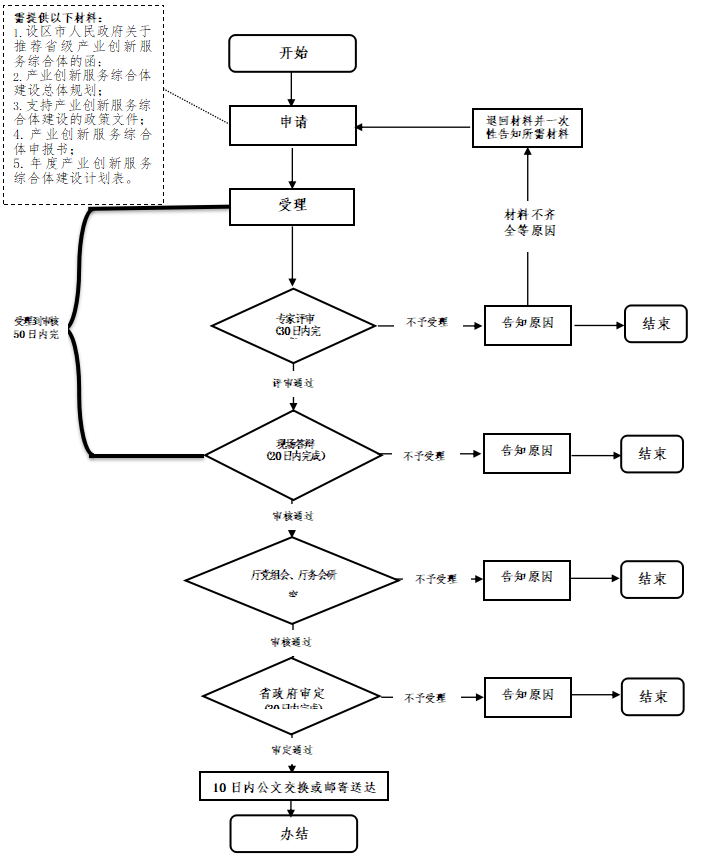 需提供以下材料：
1.设区市人民政府关于
推荐省级产业创新服
务综合体的函；
2.产业创新服务综合体
建设总体规划；
3.支持产业创新服务综
合体建设的政策文件；
4.产业创新服务综合
体申报书；
5.年度产业创新服务
综合体建设计划表。
开始
申请
退回材料并一次
性告知所需材料
受理
材料不齐
全等原因
受理到审核
50日内完
专家评审
(30日内完
不予受理
告知原因
结束
评审通过
现场答辩
(20日内完成)
不予受理
告知原因
结束
审核通过
厅党组会、厅务会研
究
不予受理
告知原因
结束
审核通过
省政府审定
(30日内完成)
不予受理
告知原因
结束
审定通过
10日内公文交换或邮寄送达
办结